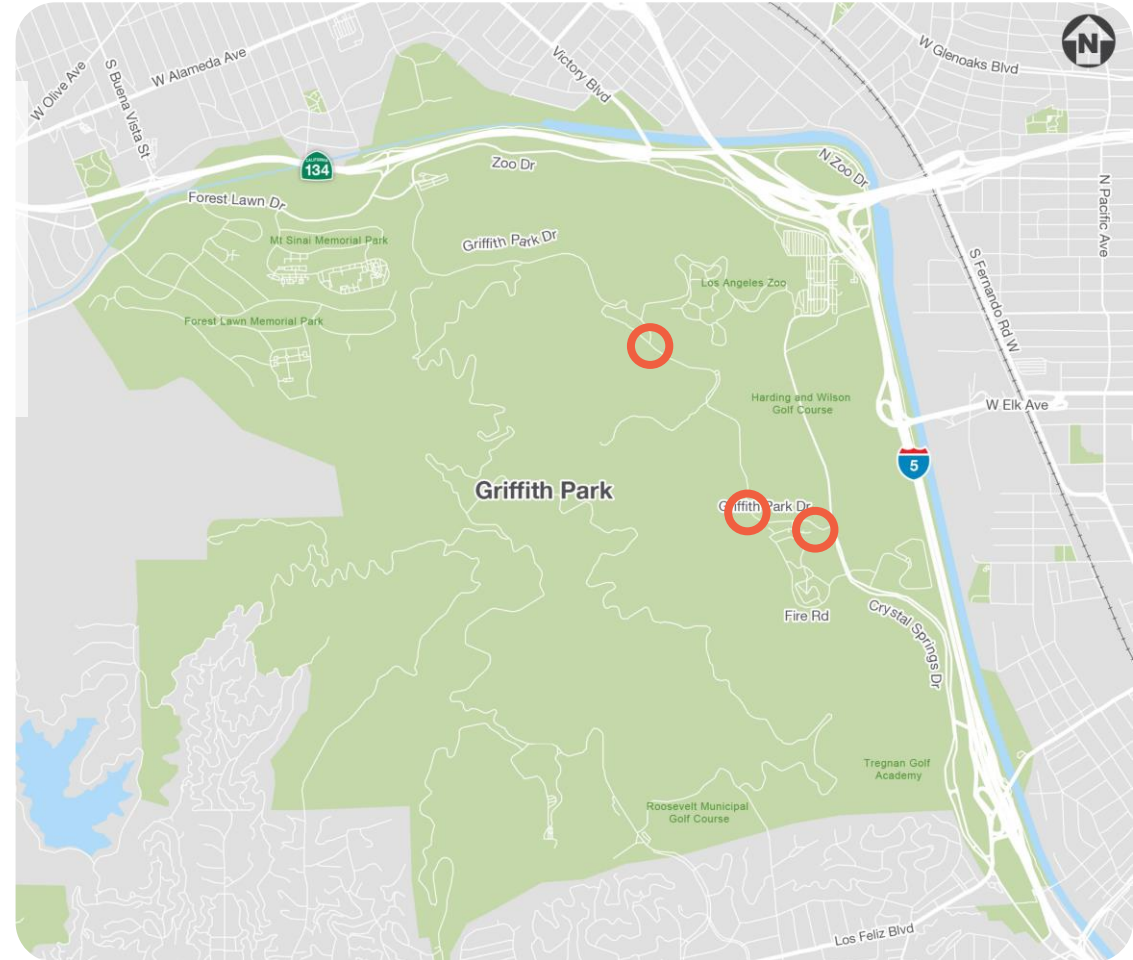 N
W Olive Ave
S Buena Vista St
W Alameda Ave
Victory Blvd
W Glenoaks Blvd
CALIFORNIA
134
Zoo Dr
N Zoo Dr
N Pacific Ave
Forest Lawn Dr
Mt Sinai Memorial Park
Griffith Park Dr
Los Angeles Zoo
S Fernando Rd W
Forest Lawn Memorial Park
Harding and Wilson
Golf Course
W Elk Ave
5
Griffith Park
Griffith Park Dr
Fire Rd
Crystal Springs Dr
Tregnan Golf
Academy
Roosevelt Municipal
Golf Course
Los Feliz Blvd